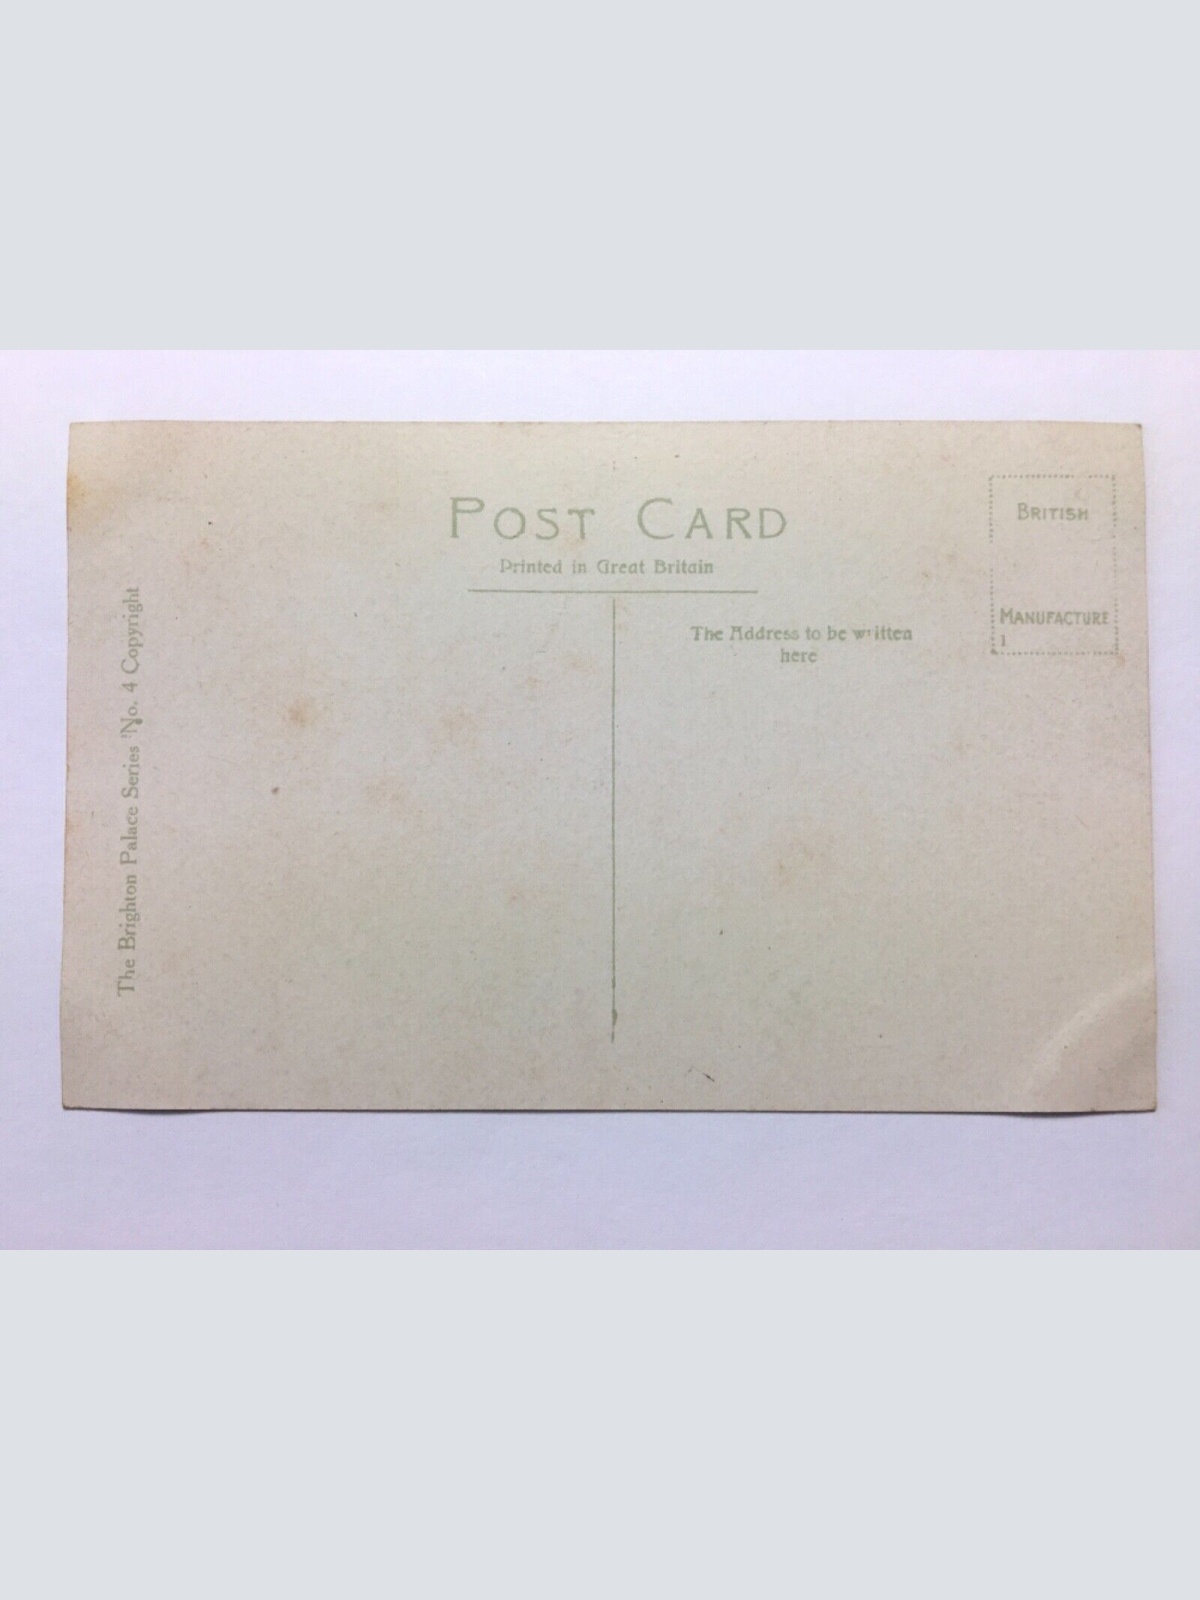 POST CARD
Printed in Great Britain
The Address to be written
here
BRITISH
MANUFACTURE
1
The Brighton Palace Series No. 4 Copyright